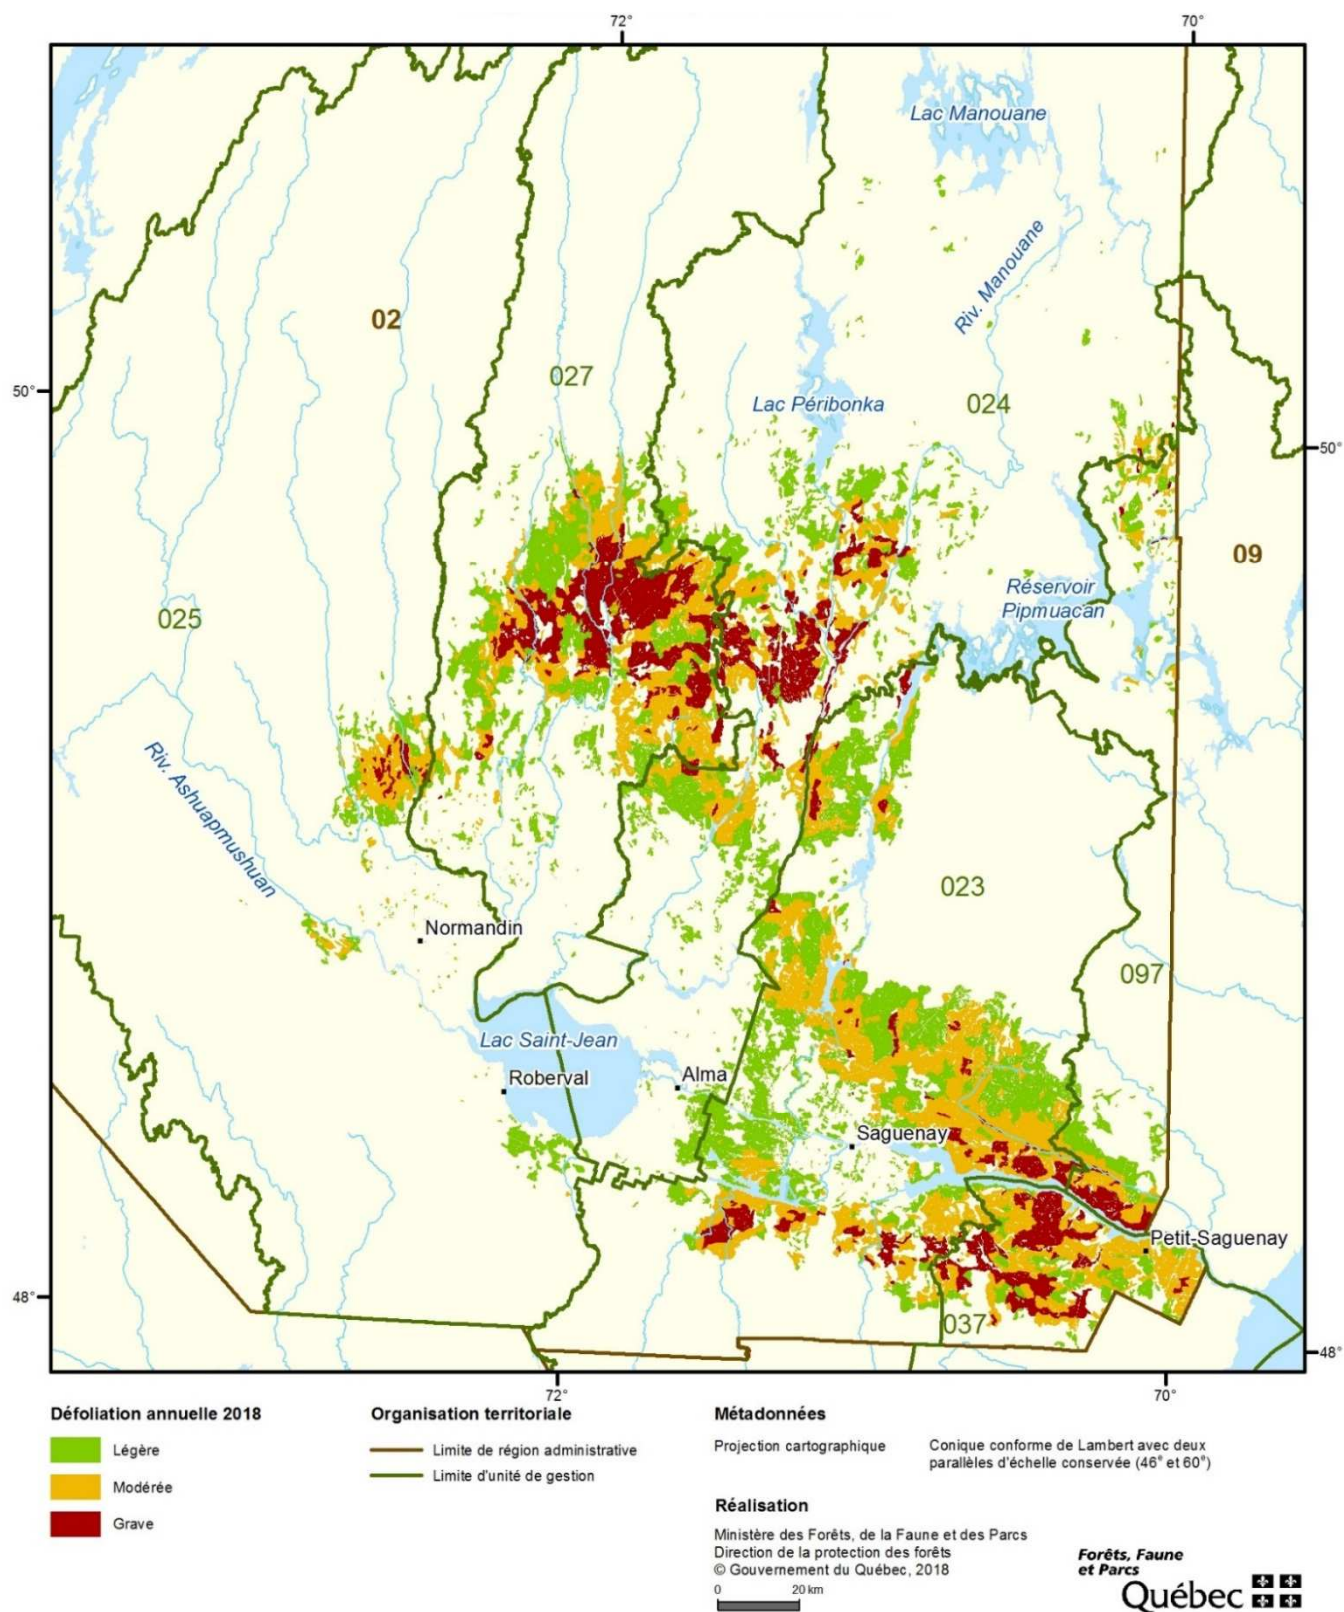 72°
70°
Lac Manouane
Riv. Manouane
02
027
50°
Lac Péribonka
024
50°
09
Réservoir
Pipmuacan
025
Riv. Ashuapmushuan
023
Normandin
097
Lac Saint-Jean
Roberval
Alma
Saguenay
Petit-Saguenay
48°
037
48°
72°
70°
Défoliation annuelle 2018
Légère
Modérée
Grave
Organisation territoriale
Limite de région administrative
Limite d'unité de gestion
Métadonnées
Projection cartographique
Conique conforme de Lambert avec deux
parallèles d'échelle conservée (46° et 60°)
Réalisation
Ministère des Forêts, de la Faune et des Parcs
Direction de la protection des forêts
© Gouvernement du Québec, 2018
0 20 km
Forêts, Faune
et Parcs
Québec